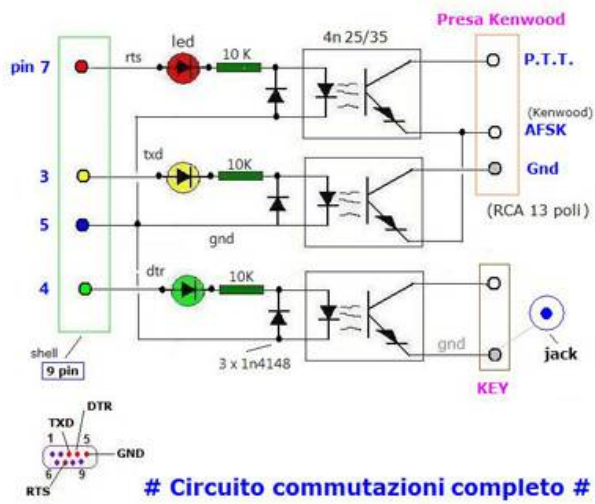 4n 25/35
Presa Kenwood
led
pin 7
rts
10 K
P.T.T.
(Kenwood)
AFSK
txd
3
10K
Gnd
(RCA 13 poli)
5
gnd
dtr
4
10K
shell
9 pin
3 x 1n4148
gnd
jack
KEY
DTR
TXD
1
5
GND
6
9
RTS
# Circuito commutazioni completo #